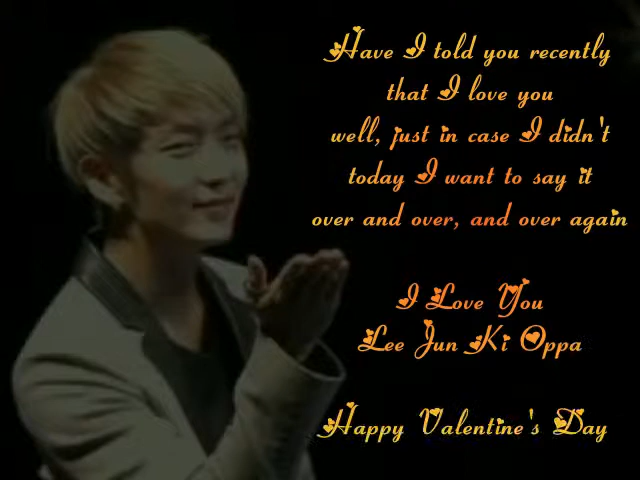 Have I told you recently
that I love you
well, just in case I didn't
today I want to say it
over and over, and over again
I Love You
Lee Jun Ki Oppa
Happy Valentine's Day